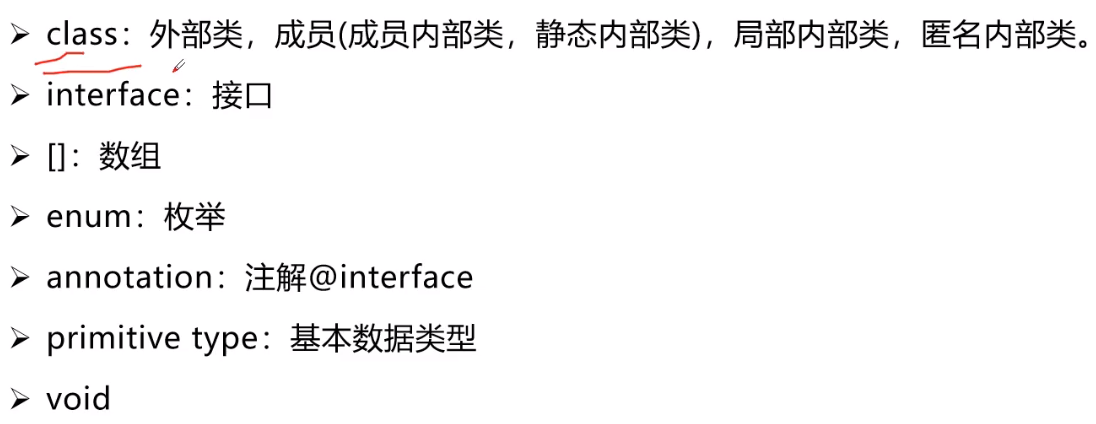 ➢ class：外部类，成员(成员内部类，静态内部类)，局部内部类，匿名内部类。
➢ interface：接口
➢ []：数组
➢ enum：枚举
➢ annotation：注解@interface
➢ primitive type：基本数据类型
➢ void